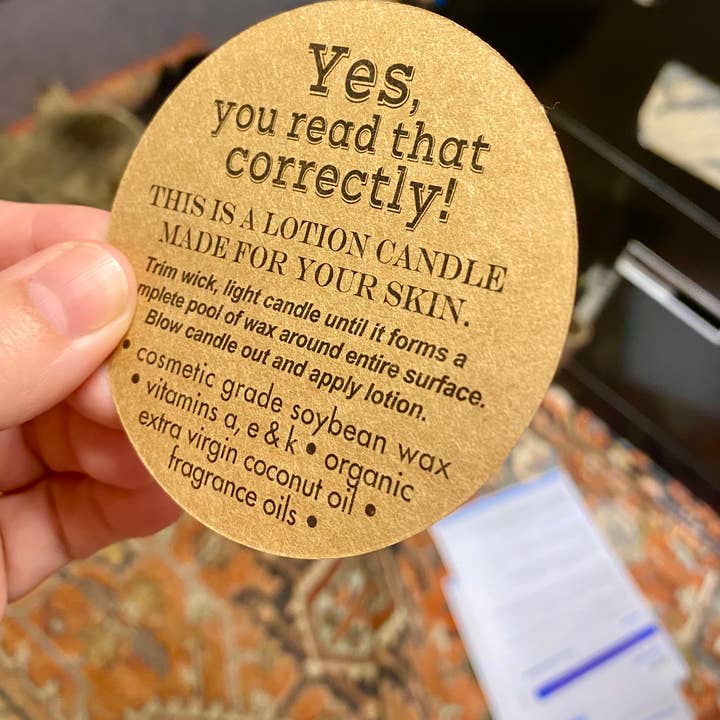 Yes,
you read that
correctly!
THIS IS A LOTION CANDLE
MADE FOR YOUR SKIN.
Trim wick, light candle until it forms a
mplete pool of wax around entire surface.
Blow candle out and apply lotion.
• cosmetic grade soybean wax
• vitamins a, e & k • organic
extra virgin coconut oil •
fragrance oils •